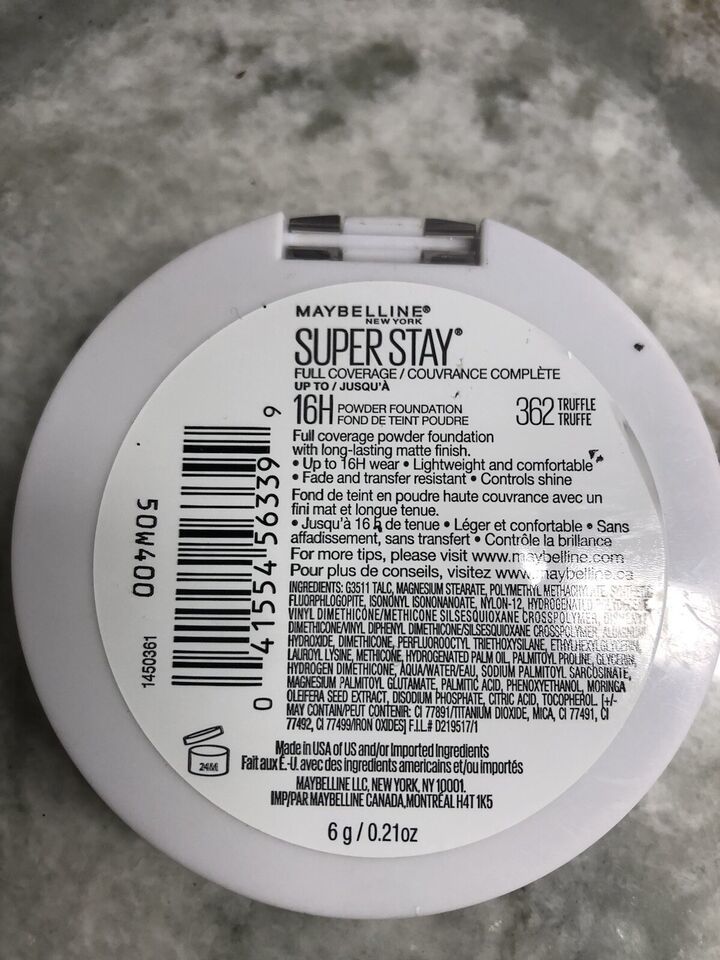 MAYBELLINE®
NEW YORK
SUPER STAY®
FULL COVERAGE / COUVRANCE COMPLÈTE
UP TO / JUSQU'À
16H POWDER FOUNDATION
FOND DE TEINT POUDRE
362 TRUFFLE
TRUFFE
Full coverage powder foundation
with long-lasting matte finish.
• Up to 16H wear • Lightweight and comfortable
• Fade and transfer resistant • Controls shine
Fond de teint en poudre haute couvrance avec un
fini mat et longue tenue.
• Jusqu'à 16 h de tenue • Léger et confortable • Sans
affadissement, sans transfert • Contrôle la brillance
For more tips, please visit www.maybelline.com
Pour plus de conseils, visitez www.maybelline.ca
INGREDIENTS: G3511 TALC, MAGNESIUM STEARATE, POLYMETHYL METHACRYLATE, SYNTHETIC
FLUORPHLOGOPITE, ISONONYL ISONONANOATE, NYLON-12, HYDROGENATED
VINYL DIMETHICONE/METHICONE SILSESQUIOXANE CROSSPOLYMER,
DIMETHICONE/VINYL DIPHENYL DIMETHICONE/SILSESQUIOXANE CROSSPOLYMER, ALUMINUM
HYDROXIDE, DIMETHICONE, PERFLUOROOCTYL TRIETHOXYSILANE, ETHYLHEXYLGLYCERIN,
LAUROYL LYSINE, METHICONE, HYDROGENATED PALM OIL, PALMITOYL PROLINE, GLYCERIN,
HYDROGEN DIMETHICONE, AQUA/WATER/EAU, SODIUM PALMITOYL SARCOSINATE,
MAGNESIUM PALMITOYL GLUTAMATE, PALMITIC ACID, PHENOXYETHANOL, MORINGA
OLEIFERA SEED EXTRACT, DISODIUM PHOSPHATE, CITRIC ACID, TOCOPHEROL. [+/-
MAY CONTAIN/PEUT CONTENIR: CI 77891/TITANIUM DIOXIDE, MICA, CI 77491, CI
77492, CI 77499/IRON OXIDES] F.I.L.# D219517/1
24M
Made in USA of US and/or Imported Ingredients
Fait aux É.-U. avec des ingredients americains et/ou importés
MAYBELLINE LLC, NEW YORK, NY 10001.
IMP/PAR MAYBELLINE CANADA, MONTRÉAL H4T 1K5
6 g / 0.21oz
0 41554 56339 9
50W400
1450361